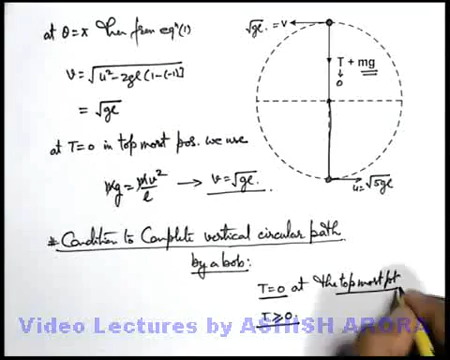 at θ = π then from eqⁿ(1)
v = √u² - 2gl(1-(-1))
= √gl
at T=0 in top most pos. we use
mg = mv²/l → v = √gl.
* Condition to Complete vertical circular path
by a bob:
T=0 at the top most pt
T ≥ 0.
√gl = v
T + mg
0
u = √5gl
Video Lectures by ASHISH ARORA